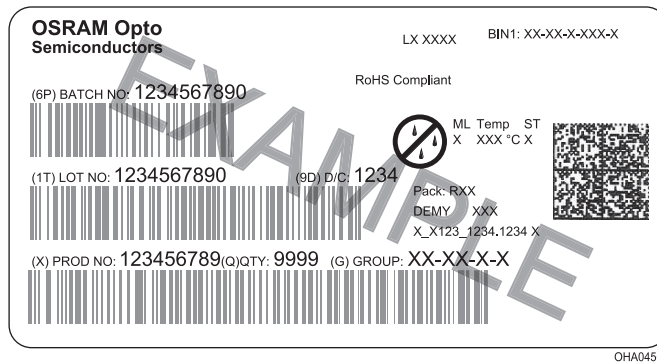 OSRAM Opto
Semiconductors
LX XXXX
BIN1: XX-XX-X-XXX-X
RoHS Compliant
(6P) BATCH NO: 1234567890
ML Temp ST
X XXX °C X
(1T) LOT NO: 1234567890 (9D) D/C: 1234
Pack: RXX
DEMY XXX
X_X123_1234.1234 X
(X) PROD NO: 123456789(Q)QTY: 9999 (G) GROUP: XX-XX-X-X
EXAMPLE
OHA04563